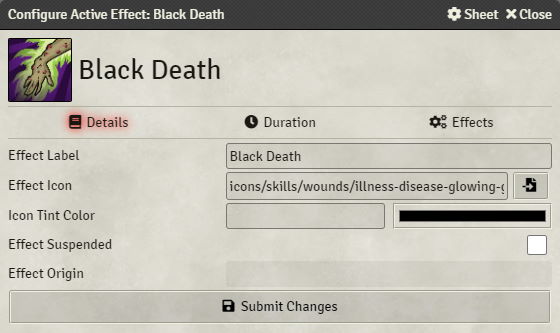 Configure Active Effect: Black Death Sheet Close
Black Death
Details Duration Effects
Effect Label Black Death
Effect Icon icons/skills/wounds/illness-disease-glowing-g
Icon Tint Color
Effect Suspended
Effect Origin
Submit Changes